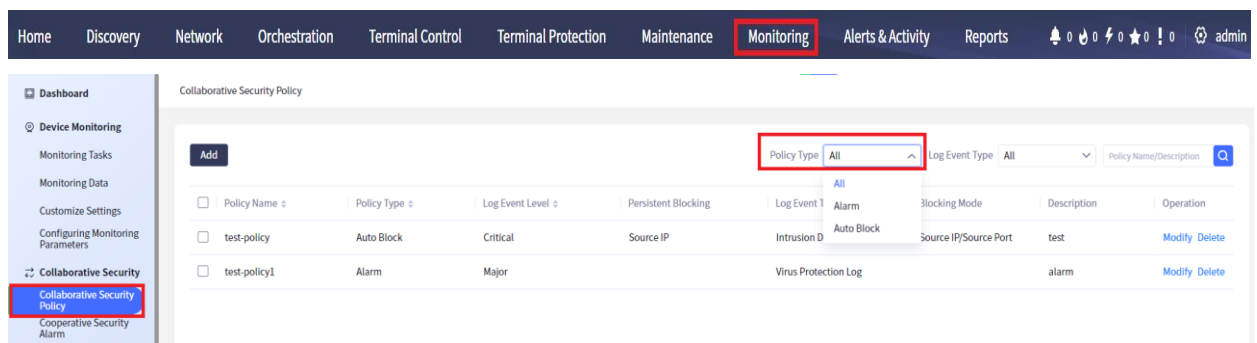 Home Discovery Network Orchestration Terminal Control Terminal Protection Maintenance Monitoring Alerts & Activity Reports 0 0 0 0 0 admin
Dashboard
Device Monitoring
Monitoring Tasks
Monitoring Data
Customize Settings
Configuring Monitoring
Parameters
Collaborative Security
Collaborative Security
Policy
Cooperative Security
Alarm
Collaborative Security Policy
Add Policy Type All Log Event Type All Policy Name/Description
All
Alarm
Auto Block
Policy Name Policy Type Log Event Level Persistent Blocking Log Event Blocking Mode Description Operation
test-policy Auto Block Critical Source IP Intrusion D Source IP/Source Port test Modify Delete
test-policy1 Alarm Major Virus Protection Log alarm Modify Delete